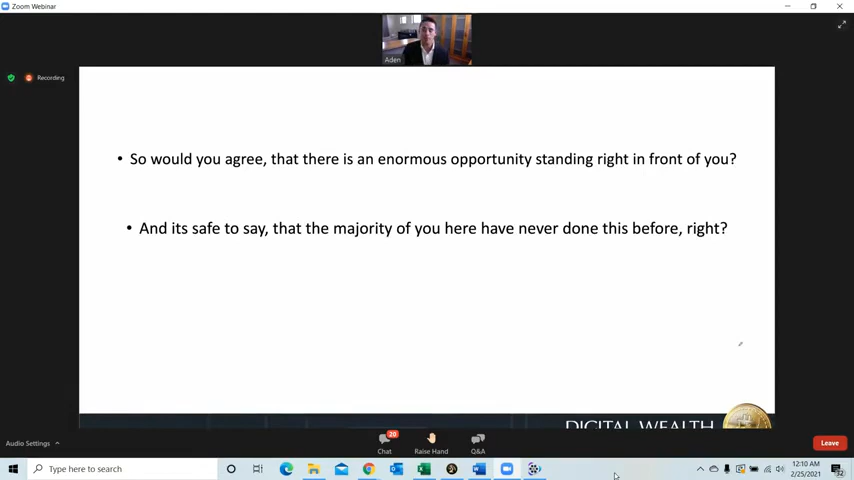 Zoom Webinar
Aden
Recording
• So would you agree, that there is an enormous opportunity standing right in front of you?
• And its safe to say, that the majority of you here have never done this before, right?
DIGITAL WEALTH
Audio Settings
20
Chat
Raise Hand
Q&A
Leave
Type here to search
12:10 AM
2/25/2021